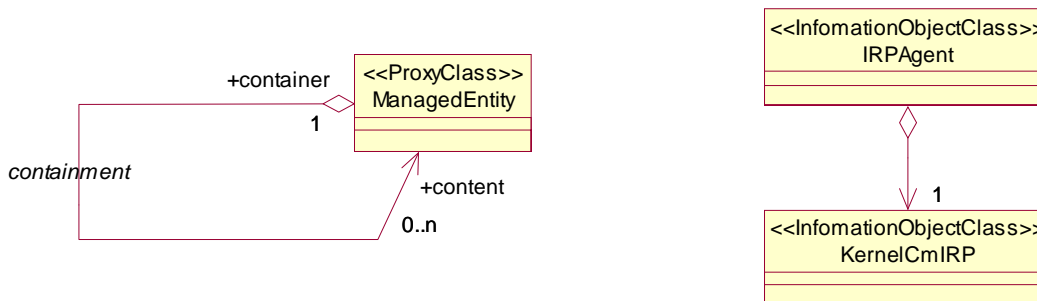 <<InfomationObjectClass>>
IRPAgent
<<ProxyClass>>
ManagedEntity
+container
1
containment
+content
0..n
1
<<InfomationObjectClass>>
KernelCmIRP